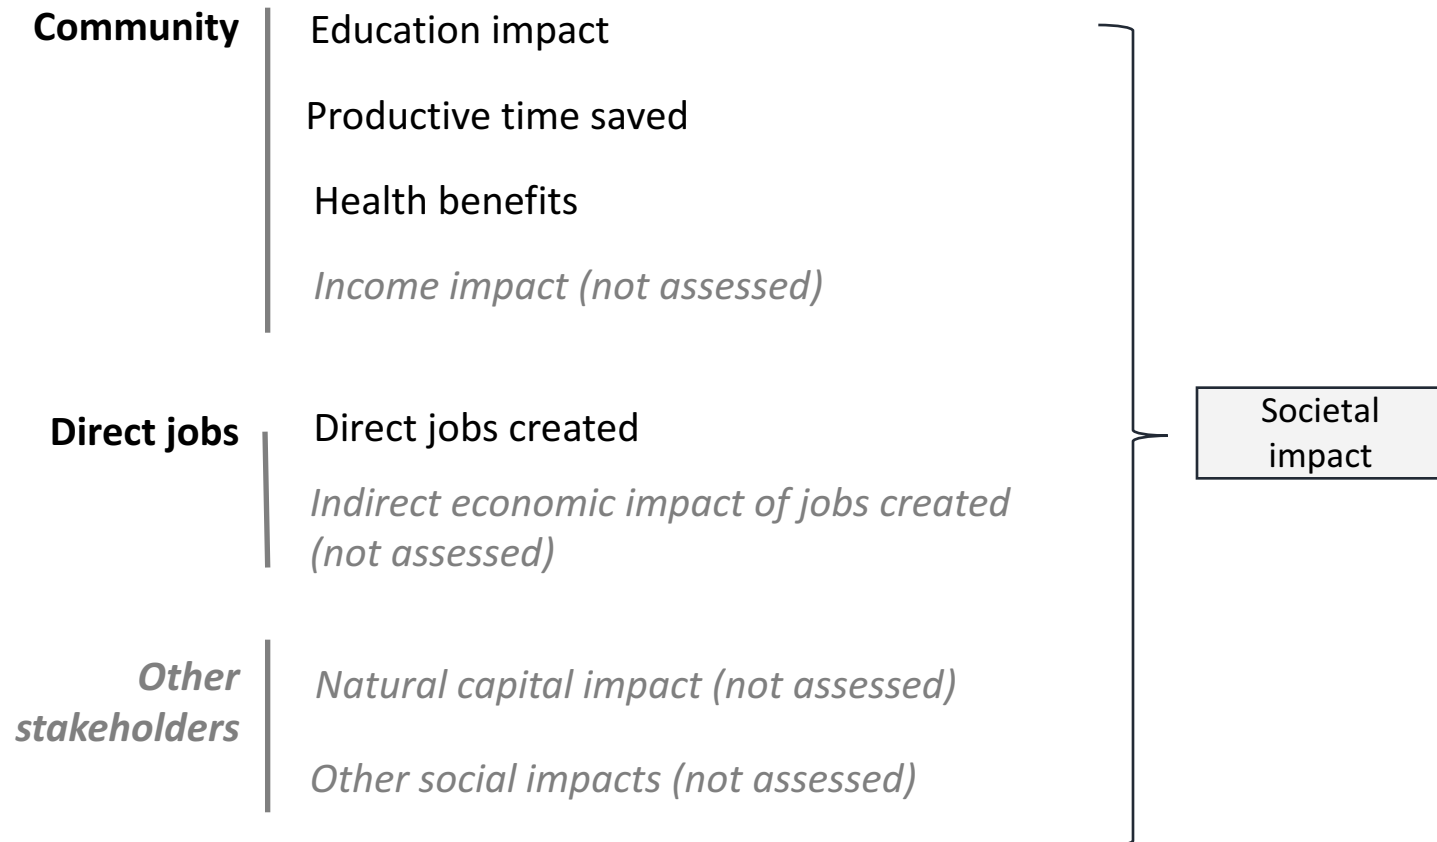 Community
Education impact
Productive time saved
Health benefits
Income impact (not assessed)
Direct jobs
Direct jobs created
Indirect economic impact of jobs created
(not assessed)
Other
stakeholders
Natural capital impact (not assessed)
Other social impacts (not assessed)
Societal
impact